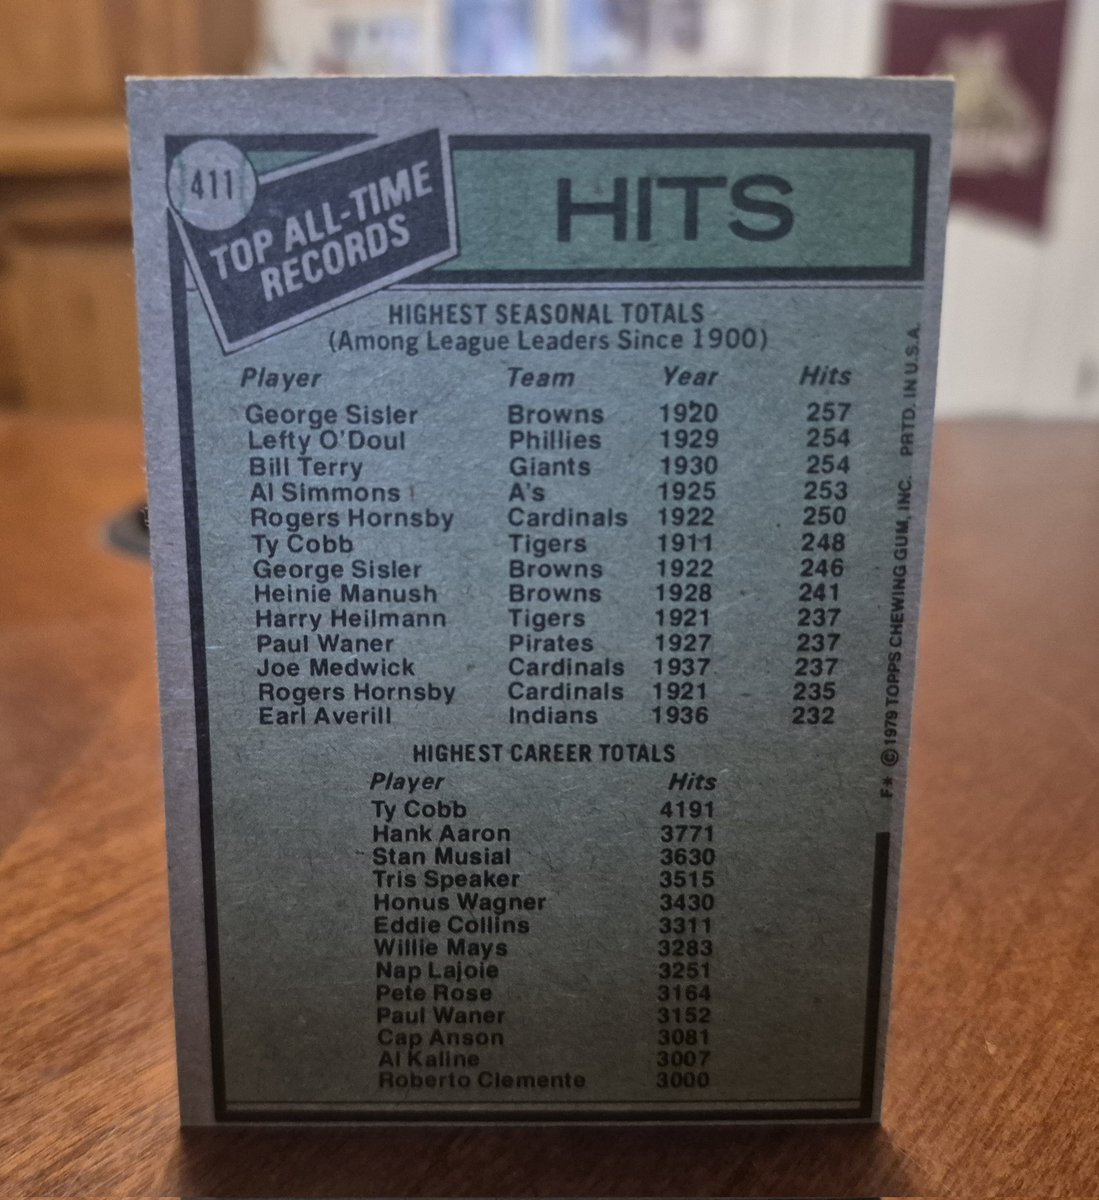 411
TOP ALL-TIME
RECORDS
HITS
HIGHEST SEASONAL TOTALS
(Among League Leaders Since 1900)
Player Team Year Hits
George Sisler Browns 1920 257
Lefty O'Doul Phillies 1929 254
Bill Terry Giants 1930 254
Al Simmons A's 1925 253
Rogers Hornsby Cardinals 1922 250
Ty Cobb Tigers 1911 248
George Sisler Browns 1922 246
Heinie Manush Browns 1928 241
Harry Heilmann Tigers 1921 237
Paul Waner Pirates 1927 237
Joe Medwick Cardinals 1937 237
Rogers Hornsby Cardinals 1921 235
Earl Averill Indians 1936 232
HIGHEST CAREER TOTALS
Player Hits
Ty Cobb 4191
Hank Aaron 3771
Stan Musial 3630
Tris Speaker 3515
Honus Wagner 3430
Eddie Collins 3311
Willie Mays 3283
Nap Lajoie 3251
Pete Rose 3164
Paul Waner 3152
Cap Anson 3081
Al Kaline 3007
Roberto Clemente 3000
F* © 1979 TOPPS CHEWING GUM, INC. PRTD. IN U.S.A.